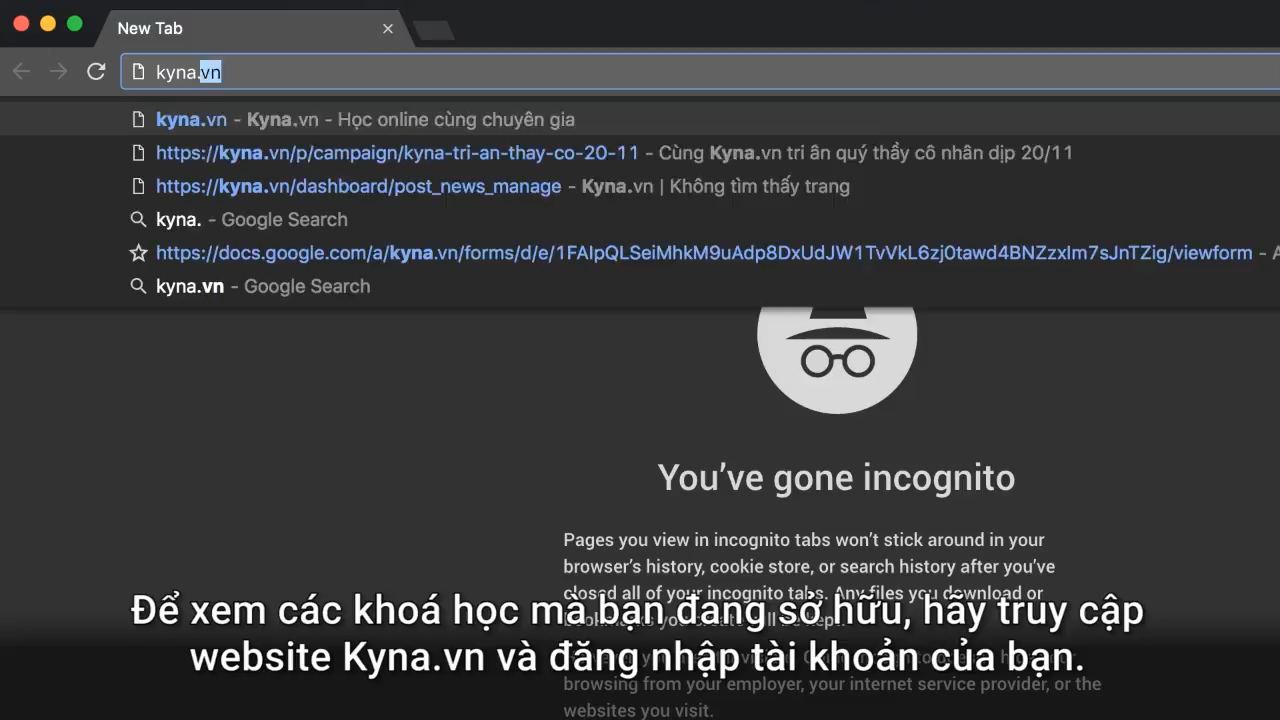 New Tab
kyna.vn
kyna.vn - Kyna.vn - Học online cùng chuyên gia
https://kyna.vn/p/campaign/kyna-tri-an-thay-co-20-11 - Cùng Kyna.vn tri ân quý thầy cô nhân dịp 20/11
https://kyna.vn/dashboard/post_news_manage - Kyna.vn | Không tìm thấy trang
kyna. - Google Search
https://docs.google.com/a/kyna.vn/forms/d/e/1FAIpQLSeiMhkM9uAdp8DxUdJW1TvVkL6zj0tawd4BNZzxIm7sJnTZig/viewform - A
kyna.vn - Google Search
You've gone incognito
Pages you view in incognito tabs won't stick around in your
browser's history, cookie store, or search history after you've
closed all of your incognito tabs. Any files you download or
Để xem các khoá học mà bạn đang sở hữu, hãy truy cập
website Kyna.vn và đăng nhập tài khoản của bạn.
browsing from your employer, your internet service provider, or the
websites you visit.